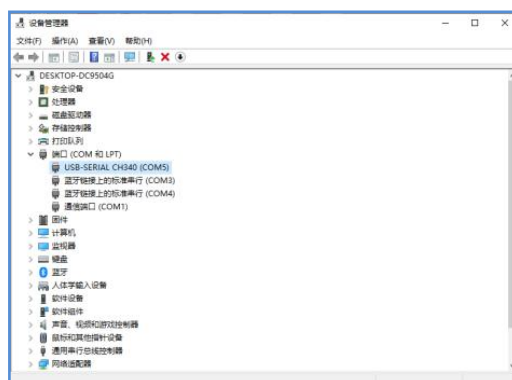 设备管理器
文件(F) 操作(A) 查看(V) 帮助(H)
DESKTOP-DC9504G
安全设备
处理器
磁盘驱动器
存储控制器
打印队列
端口 (COM 和 LPT)
USB-SERIAL CH340 (COM5)
蓝牙链接上的标准串行 (COM3)
蓝牙链接上的标准串行 (COM4)
通信端口 (COM1)
固件
计算机
监视器
键盘
蓝牙
人体学输入设备
软件设备
软件组件
声音、视频和游戏控制器
鼠标和其他指针设备
通用串行总线控制器
网络适配器